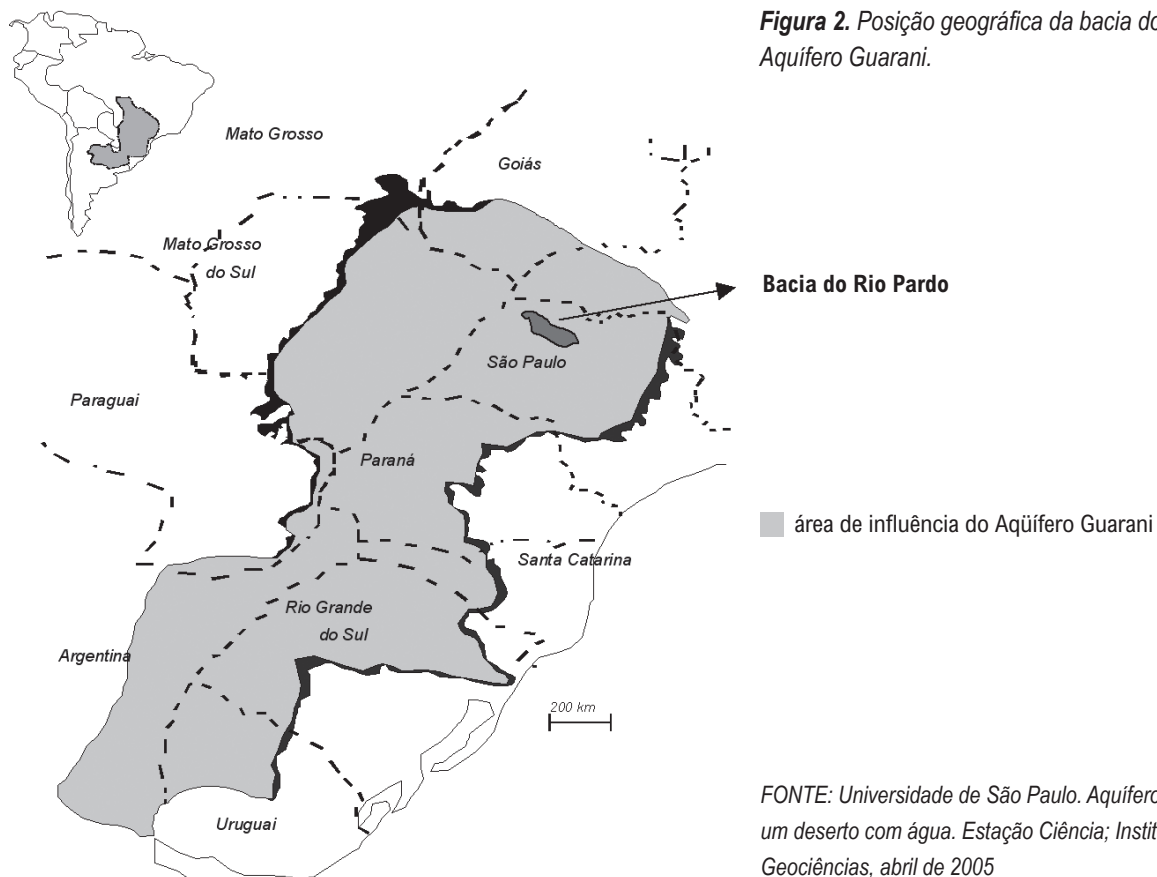 Figura 2. Posição geográfica da bacia do
Aquífero Guarani.
Mato Grosso
Goiás
Mato Grosso
do Sul
Bacia do Rio Pardo
São Paulo
Paraguai
Paraná
área de influência do Aqüífero Guarani
Santa Catarina
Rio Grande
do Sul
Argentina
200 km
Uruguai
FONTE: Universidade de São Paulo. Aquífero
um deserto com água. Estação Ciência; Instit
Geociências, abril de 2005